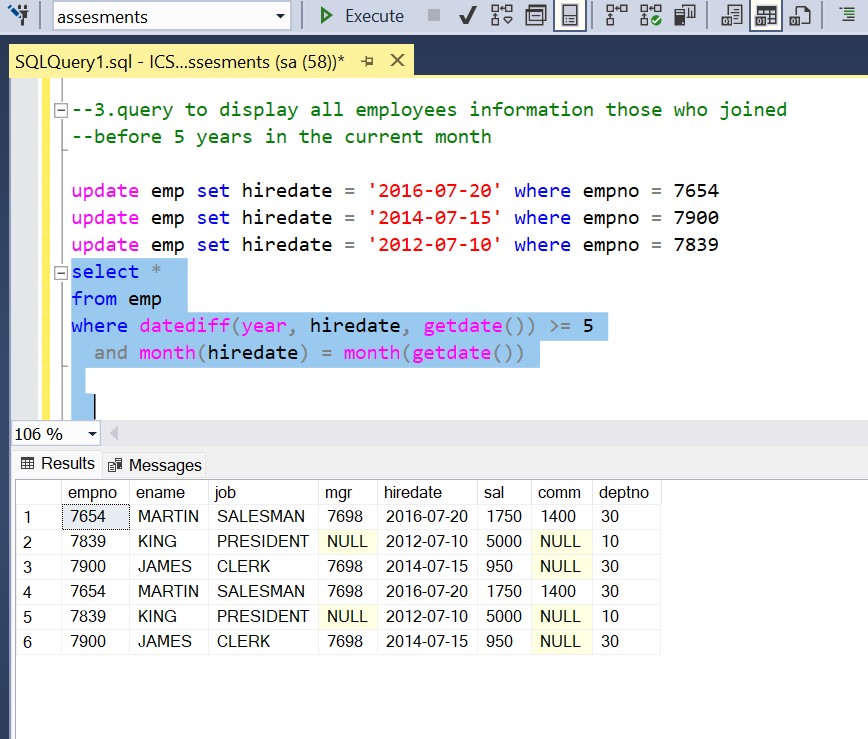 assesments
Execute
SQLQuery1.sql - ICS...ssesments (sa (58))*
--3.query to display all employees information those who joined
--before 5 years in the current month
update emp set hiredate = '2016-07-20' where empno = 7654
update emp set hiredate = '2014-07-15' where empno = 7900
update emp set hiredate = '2012-07-10' where empno = 7839
select *
from emp
where datediff(year, hiredate, getdate()) >= 5
and month(hiredate) = month(getdate())
106 %
Results Messages
empno ename job mgr hiredate sal comm deptno
1 7654 MARTIN SALESMAN 7698 2016-07-20 1750 1400 30
2 7839 KING PRESIDENT NULL 2012-07-10 5000 NULL 10
3 7900 JAMES CLERK 7698 2014-07-15 950 NULL 30
4 7654 MARTIN SALESMAN 7698 2016-07-20 1750 1400 30
5 7839 KING PRESIDENT NULL 2012-07-10 5000 NULL 10
6 7900 JAMES CLERK 7698 2014-07-15 950 NULL 30